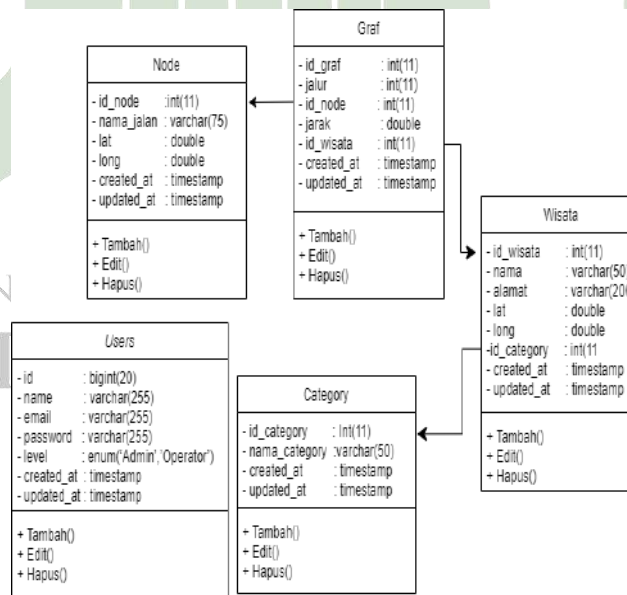 Graf
- id_graf : int(11)
- jalur : int(11)
- id_node : int(11)
- jarak : double
- id_wisata : int(11)
- created_at : timestamp
- updated_at : timestamp
+ Tambah()
+ Edit()
+ Hapus()
Node
- id_node :int(11)
- nama_jalan : varchar(75)
- lat : double
- long : double
- created_at : timestamp
- updated_at : timestamp
+ Tambah()
+ Edit()
+ Hapus()
Wisata
- id_wisata : int(11)
- nama : varchar(50)
- alamat : varchar(20
- lat : double
- long : double
-id_category : int(11
- created_at : timestamp
- updated_at : timestamp
+ Tambah()
+ Edit()
+ Hapus()
Users
- id : bigint(20)
- name : varchar(255)
- email : varchar(255)
- password : varchar(255)
- level : enum('Admin','Operator')
- created_at : timestamp
- updated_at : timestamp
+ Tambah()
+ Edit()
+ Hapus()
Category
- id_category : Int(11)
- nama_category :varchar(50)
- created_at : timestamp
- updated_at : timestamp
+ Tambah()
+ Edit()
+ Hapus()